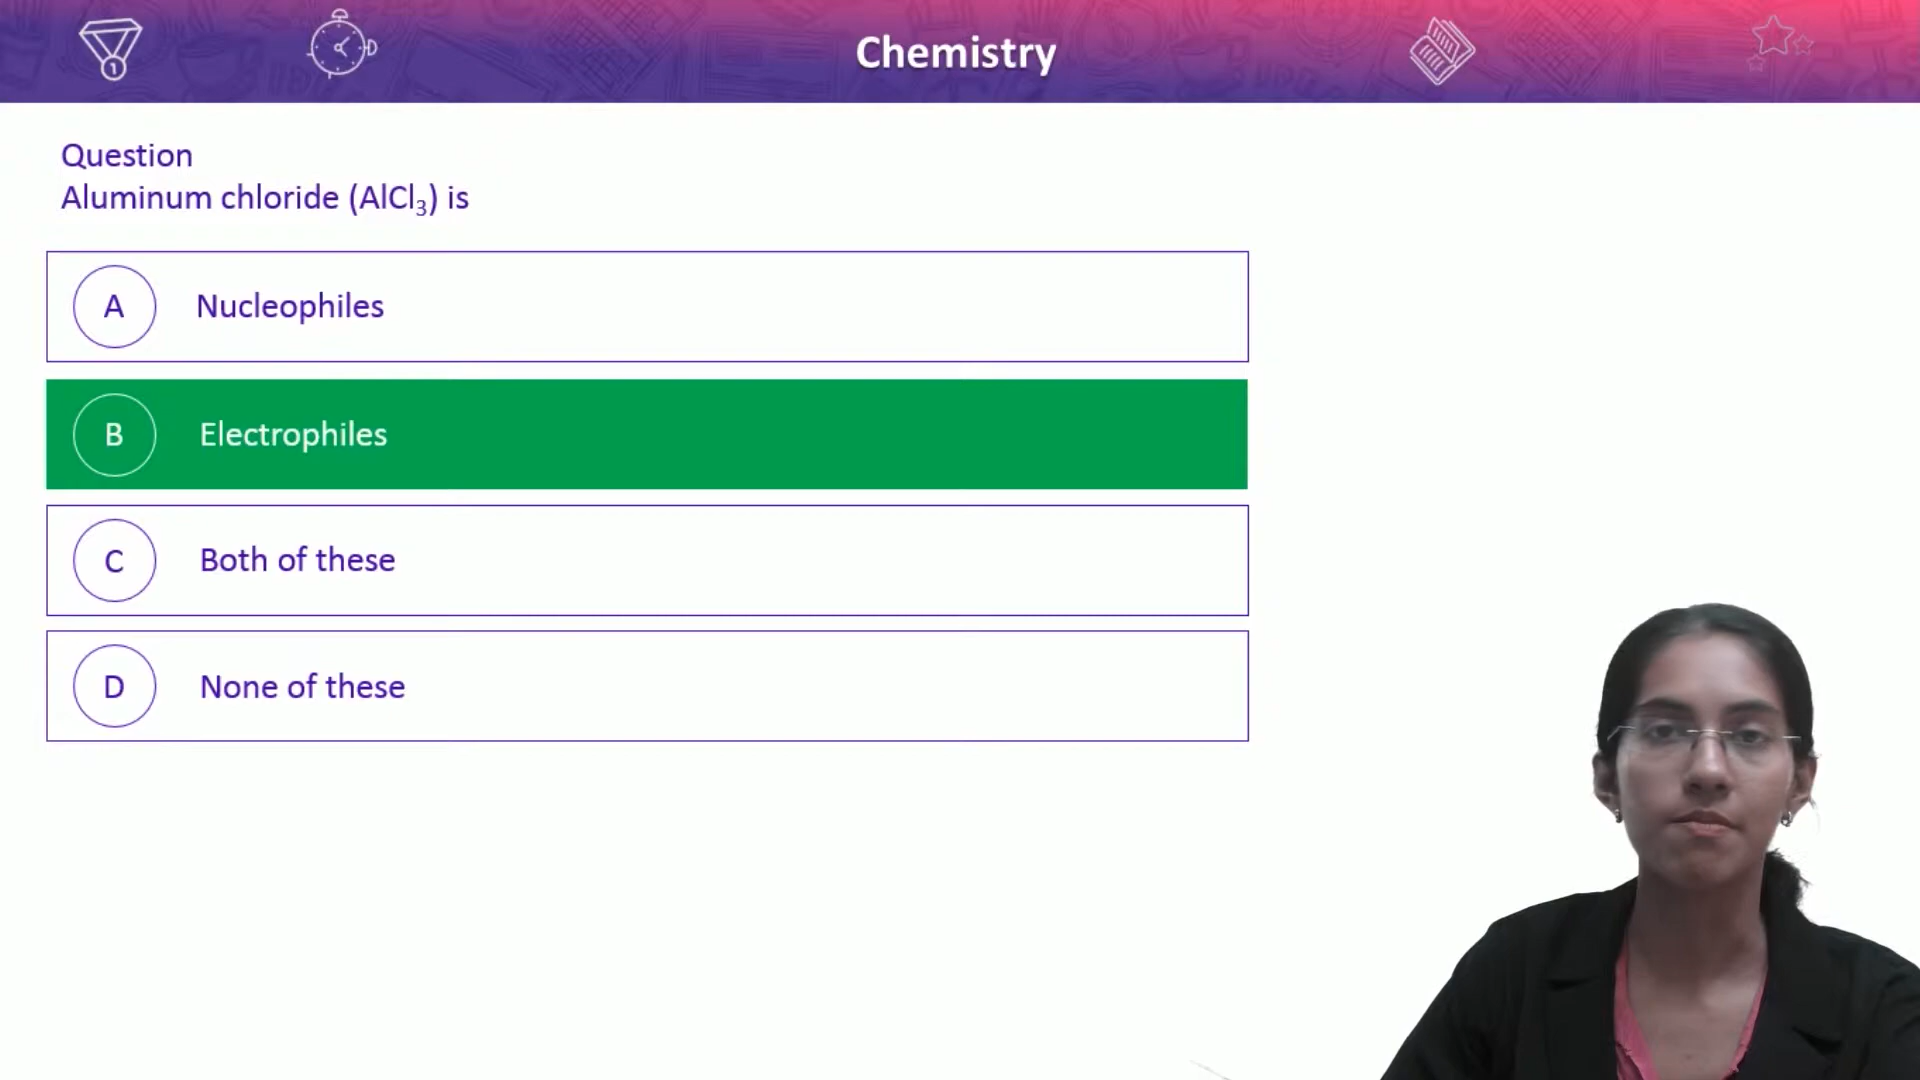 Chemistry
Question
Aluminum chloride (AlCl₃) is
A Nucleophiles
B Electrophiles
C Both of these
D None of these